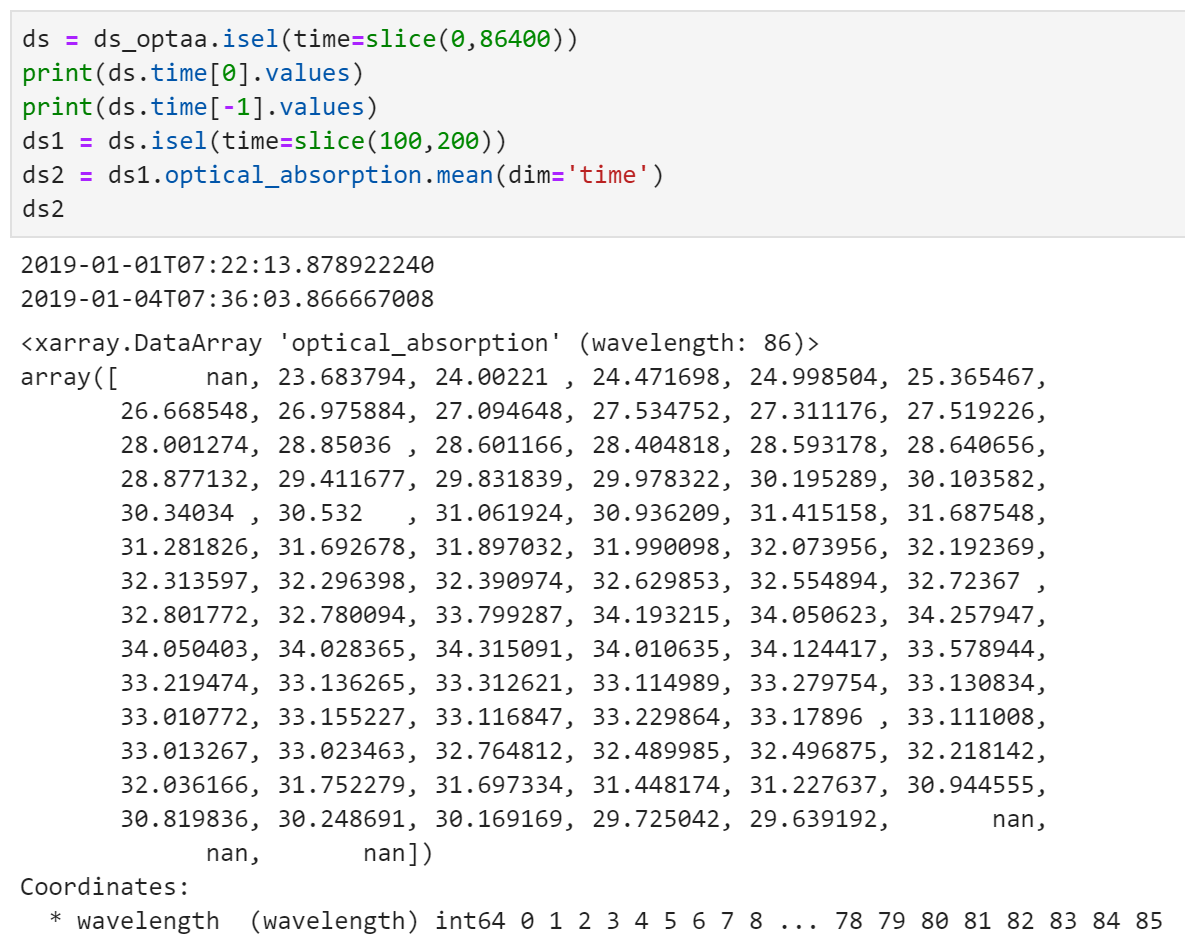 ds = ds_optaa.isel(time=slice(0,86400))
print(ds.time[0].values)
print(ds.time[-1].values)
ds1 = ds.isel(time=slice(100,200))
ds2 = ds1.optical_absorption.mean(dim='time')
ds2
2019-01-01T07:22:13.878922240
2019-01-04T07:36:03.866667008
<xarray.DataArray 'optical_absorption' (wavelength: 86)>
array([      nan, 23.683794, 24.00221 , 24.471698, 24.998504, 25.365467,
       26.668548, 26.975884, 27.094648, 27.534752, 27.311176, 27.519226,
       28.001274, 28.85036 , 28.601166, 28.404818, 28.593178, 28.640656,
       28.877132, 29.411677, 29.831839, 29.978322, 30.195289, 30.103582,
       30.34034 , 30.532   , 31.061924, 30.936209, 31.415158, 31.687548,
       31.281826, 31.692678, 31.897032, 31.990098, 32.073956, 32.192369,
       32.313597, 32.296398, 32.390974, 32.629853, 32.554894, 32.72367 ,
       32.801772, 32.780094, 33.799287, 34.193215, 34.050623, 34.257947,
       34.050403, 34.028365, 34.315091, 34.010635, 34.124417, 33.578944,
       33.219474, 33.136265, 33.312621, 33.114989, 33.279754, 33.130834,
       33.010772, 33.155227, 33.116847, 33.229864, 33.17896 , 33.111008,
       33.013267, 33.023463, 32.764812, 32.489985, 32.496875, 32.218142,
       32.036166, 31.752279, 31.697334, 31.448174, 31.227637, 30.944555,
       30.819836, 30.248691, 30.169169, 29.725042, 29.639192,       nan,
             nan,       nan])
Coordinates:
  * wavelength  (wavelength) int64 0 1 2 3 4 5 6 7 8 ... 78 79 80 81 82 83 84 85